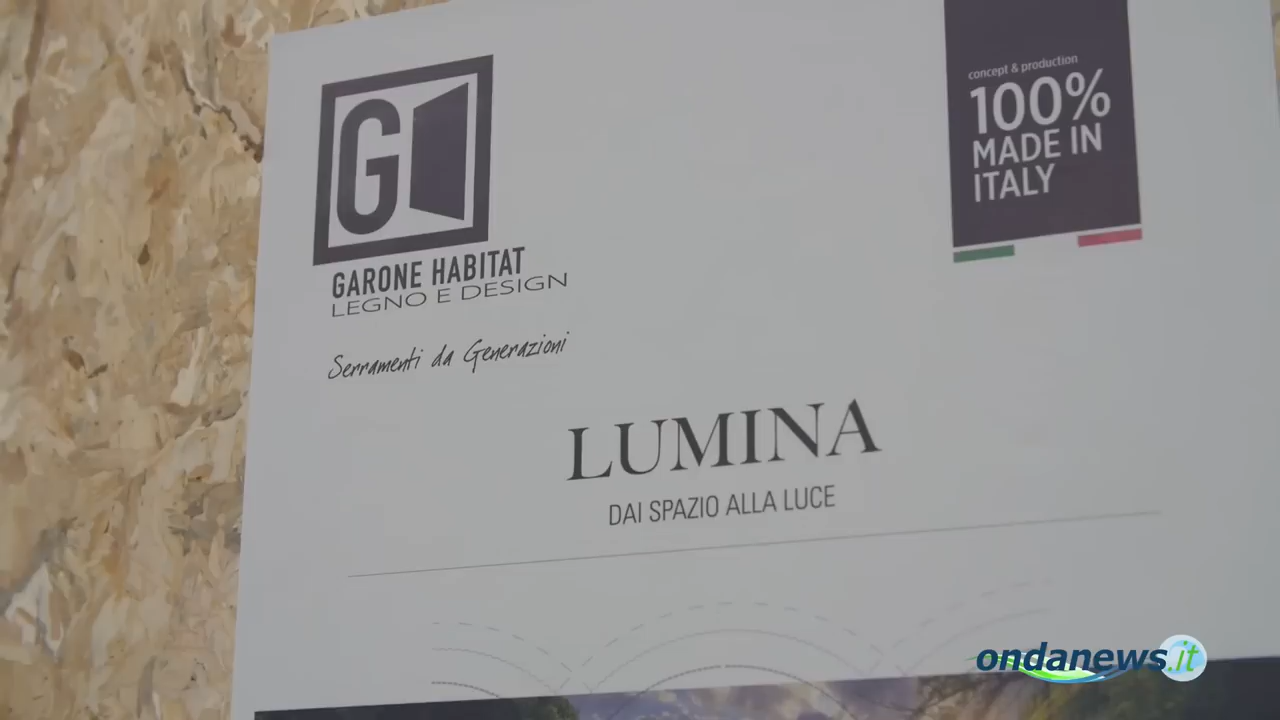 G
GARONE HABITAT
LEGNO E DESIGN
Serramenti da Generazioni
concept & production
100%
MADE IN
ITALY
LUMINA
DAI SPAZIO ALLA LUCE
ondanews.it